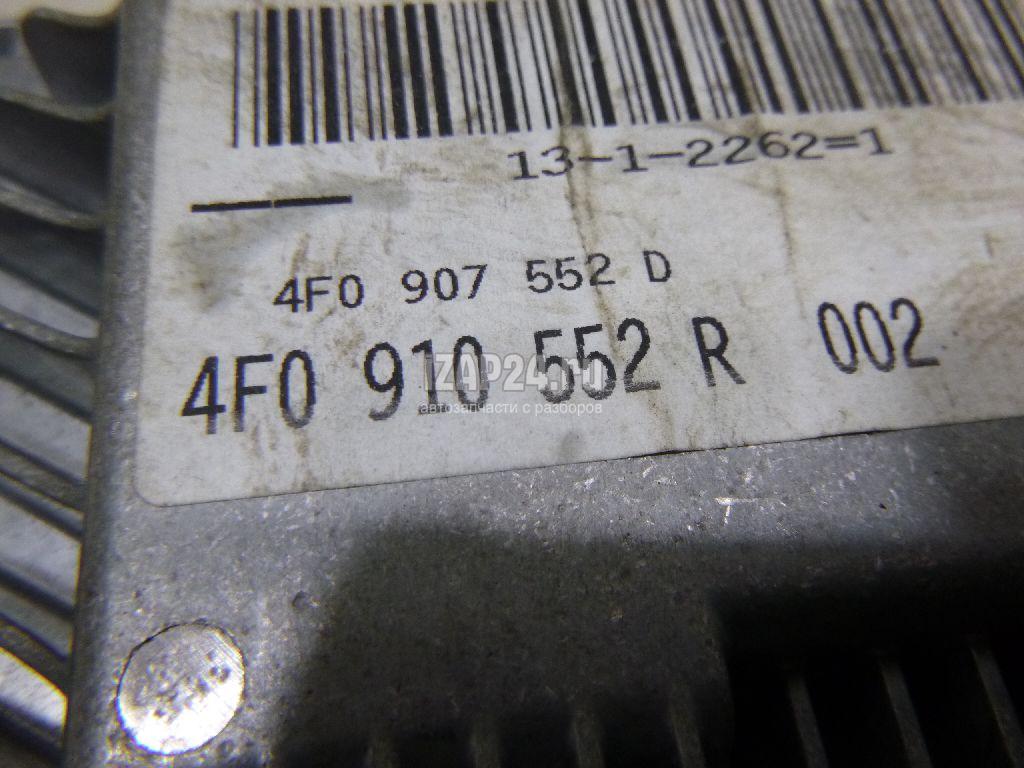 13-1-2262=1
4F0 907 552 D
4F0 910 552 R 002
IZAP24.ru
автозапчасти с разборов